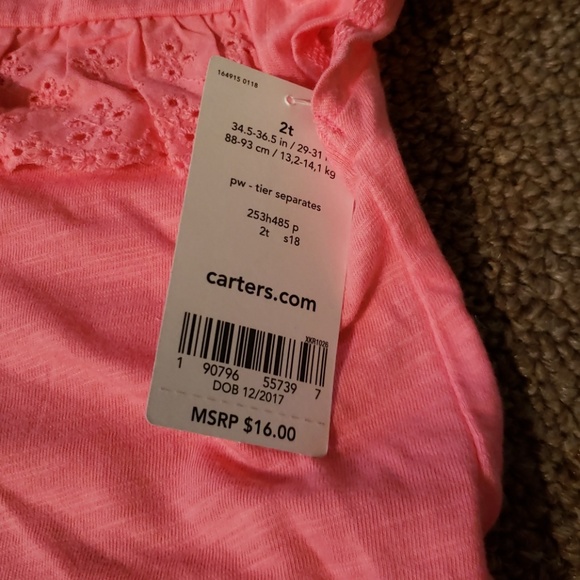 164915 0118
2t
34.5-36.5 in / 29-31
88-93 cm / 13,2-14,1 kg
pw - tier separates
253h485 p
2t s18
carters.com
XKR1026
1 90796 55739 7
DOB 12/2017
MSRP $16.00